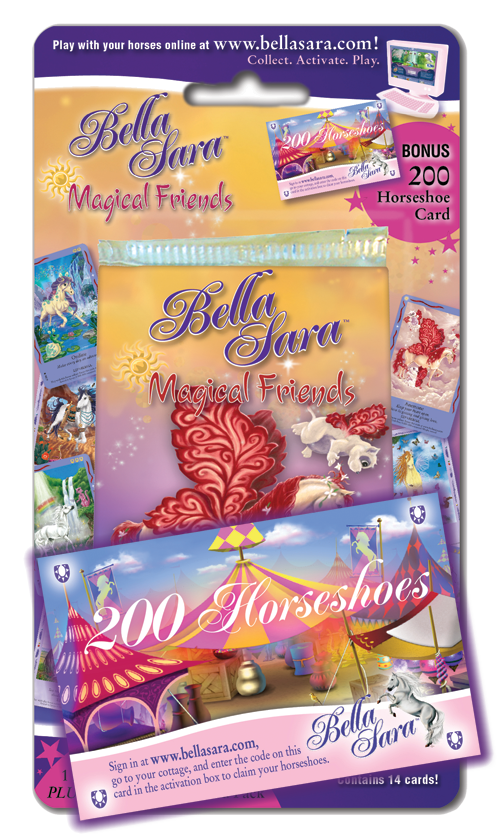 Play with your horses online at www.bellasara.com!
Collect. Activate. Play.
Bella
Sara™
Magical Friends
200 Horseshoes
BONUS
200
Horseshoe
Card
Bella
Sara™
Magical Friends
200 Horseshoes
Bella
Sara
Sign in at www.bellasara.com,
go to your cottage, and enter the code on this
card in the activation box to claim your horseshoes.
Contains 14 cards!